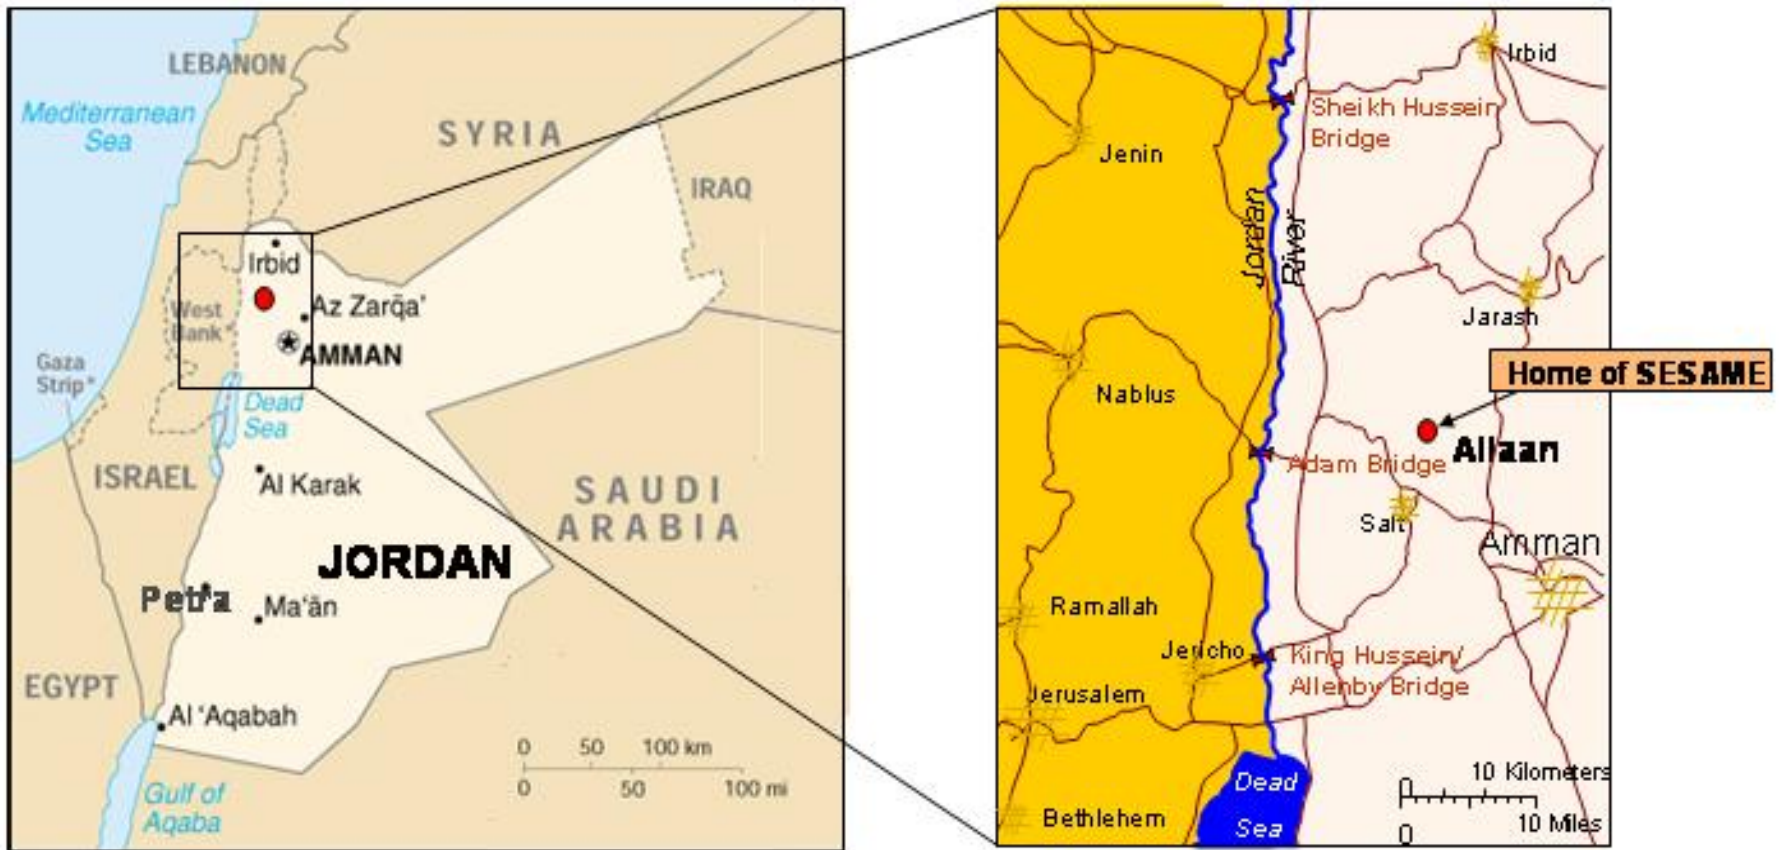 LEBANON
Mediterranean
Sea
SYRIA
IRAQ
Irbid
Az Zarqa'
West
Bank*
AMMAN
Gaza
Strip*
Dead
Sea
ISRAEL
Al Karak
SAUDI
ARABIA
JORDAN
Petra
Ma'ān
EGYPT
Al 'Aqabah
0 50 100 km
0 50 100 mi
Gulf of
Aqaba
Irbid
Sheikh Hussein
Bridge
Jenin
Jordan
River
Jarash
Home of SESAME
Nablus
Allaan
Adam Bridge
Salt
Amman
Ramallah
Jericho
King Hussein/
Allenby Bridge
Jerusalem
Dead
Sea
0 10 Kilometers
0 10 Miles
Bethlehem